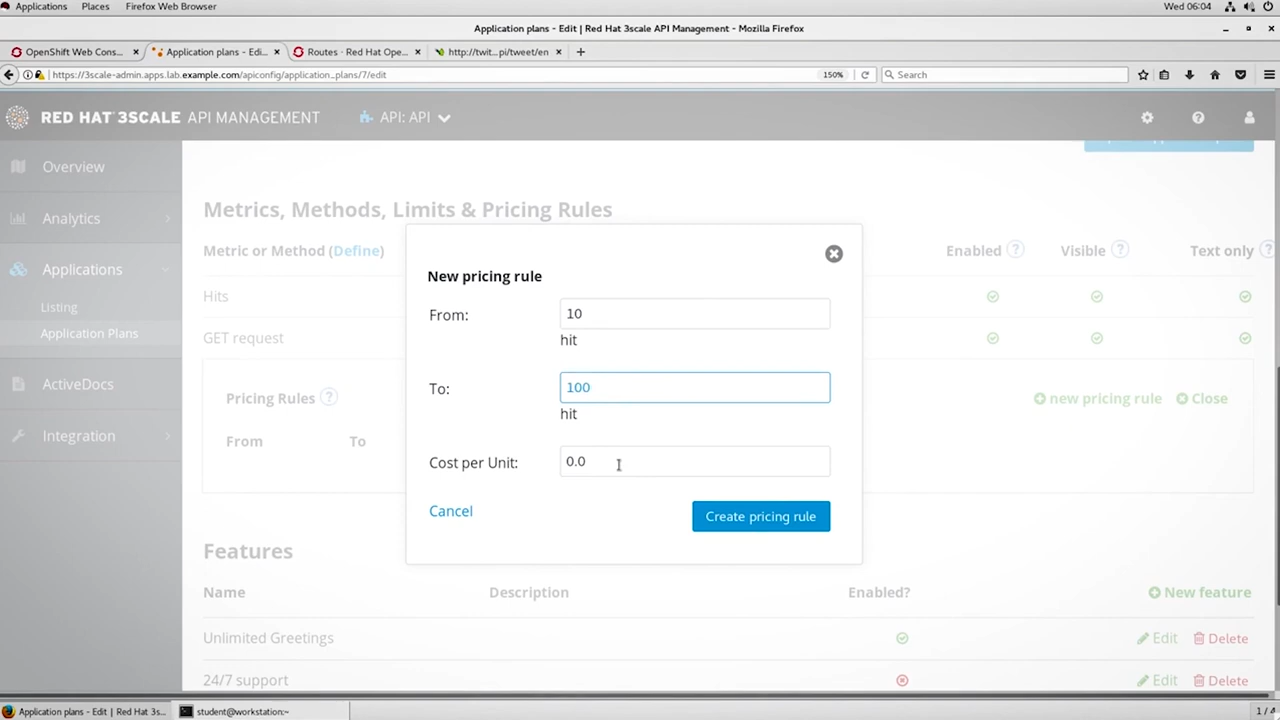 Applications Places Firefox Web Browser Wed 06:04
Application plans - Edit | Red Hat 3scale API Management - Mozilla Firefox
OpenShift Web Cons... Application plans - Edi... Routes · Red Hat Ope... http://twit...pi/tweet/en
https://3scale-admin.apps.lab.example.com/apiconfig/application_plans/7/edit 150% Search
RED HAT 3SCALE API MANAGEMENT API: API
Overview
Analytics
Applications
Listing
Application Plans
ActiveDocs
Integration
Metrics, Methods, Limits & Pricing Rules
Metric or Method (Define) Enabled ? Visible ? Text only ?
Hits
GET request
Pricing Rules ? new pricing rule Close
From To
New pricing rule
From: 10
hit
To: 100
hit
Cost per Unit: 0.0
Cancel Create pricing rule
Features
Name Description Enabled? New feature
Unlimited Greetings Edit Delete
24/7 support Edit Delete
Application plans - Edit | Red Hat 3s... student@workstation:~ 1 / 4